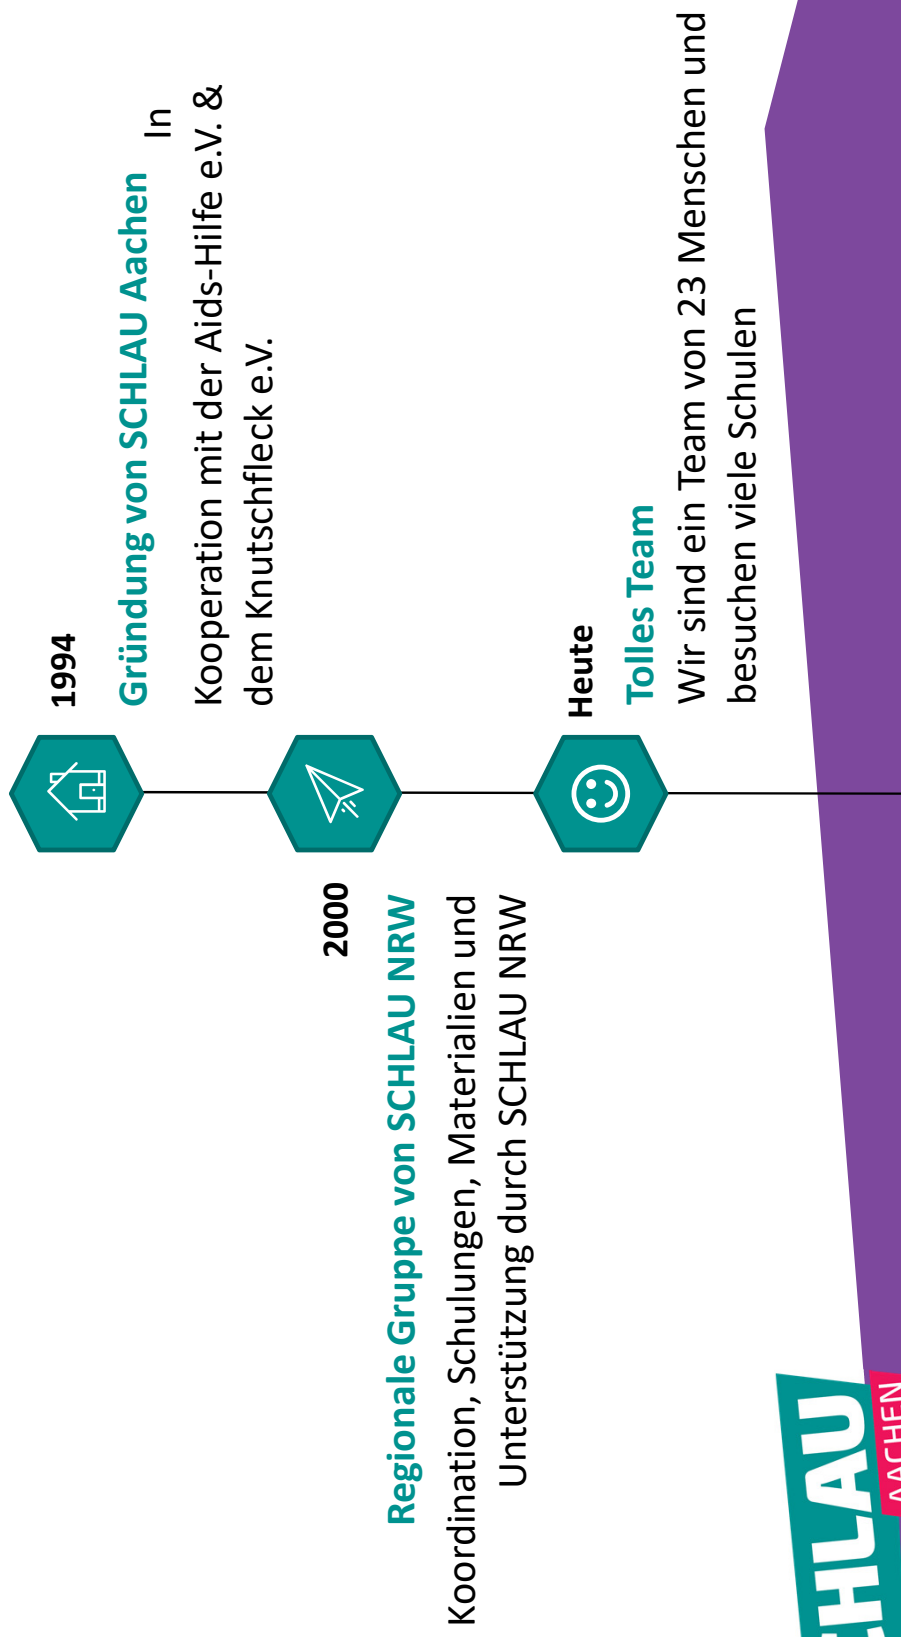 1994
Gründung von SCHLAU Aachen
In
Kooperation mit der Aids-Hilfe e.V. &
dem Knutschfleck e.V.
2000
Regionale Gruppe von SCHLAU NRW
Koordination, Schulungen, Materialien und
Unterstützung durch SCHLAU NRW
Heute
Tolles Team
Wir sind ein Team von 23 Menschen und
besuchen viele Schulen
CHLAU
AACHEN